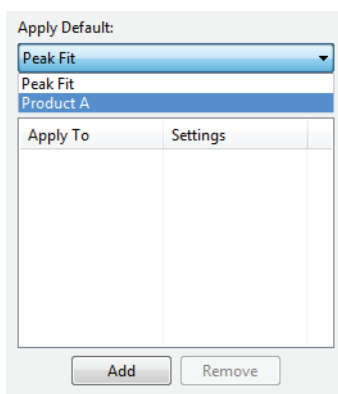 Apply Default:
Peak Fit
Peak Fit
Product A
Apply To Settings
Add Remove